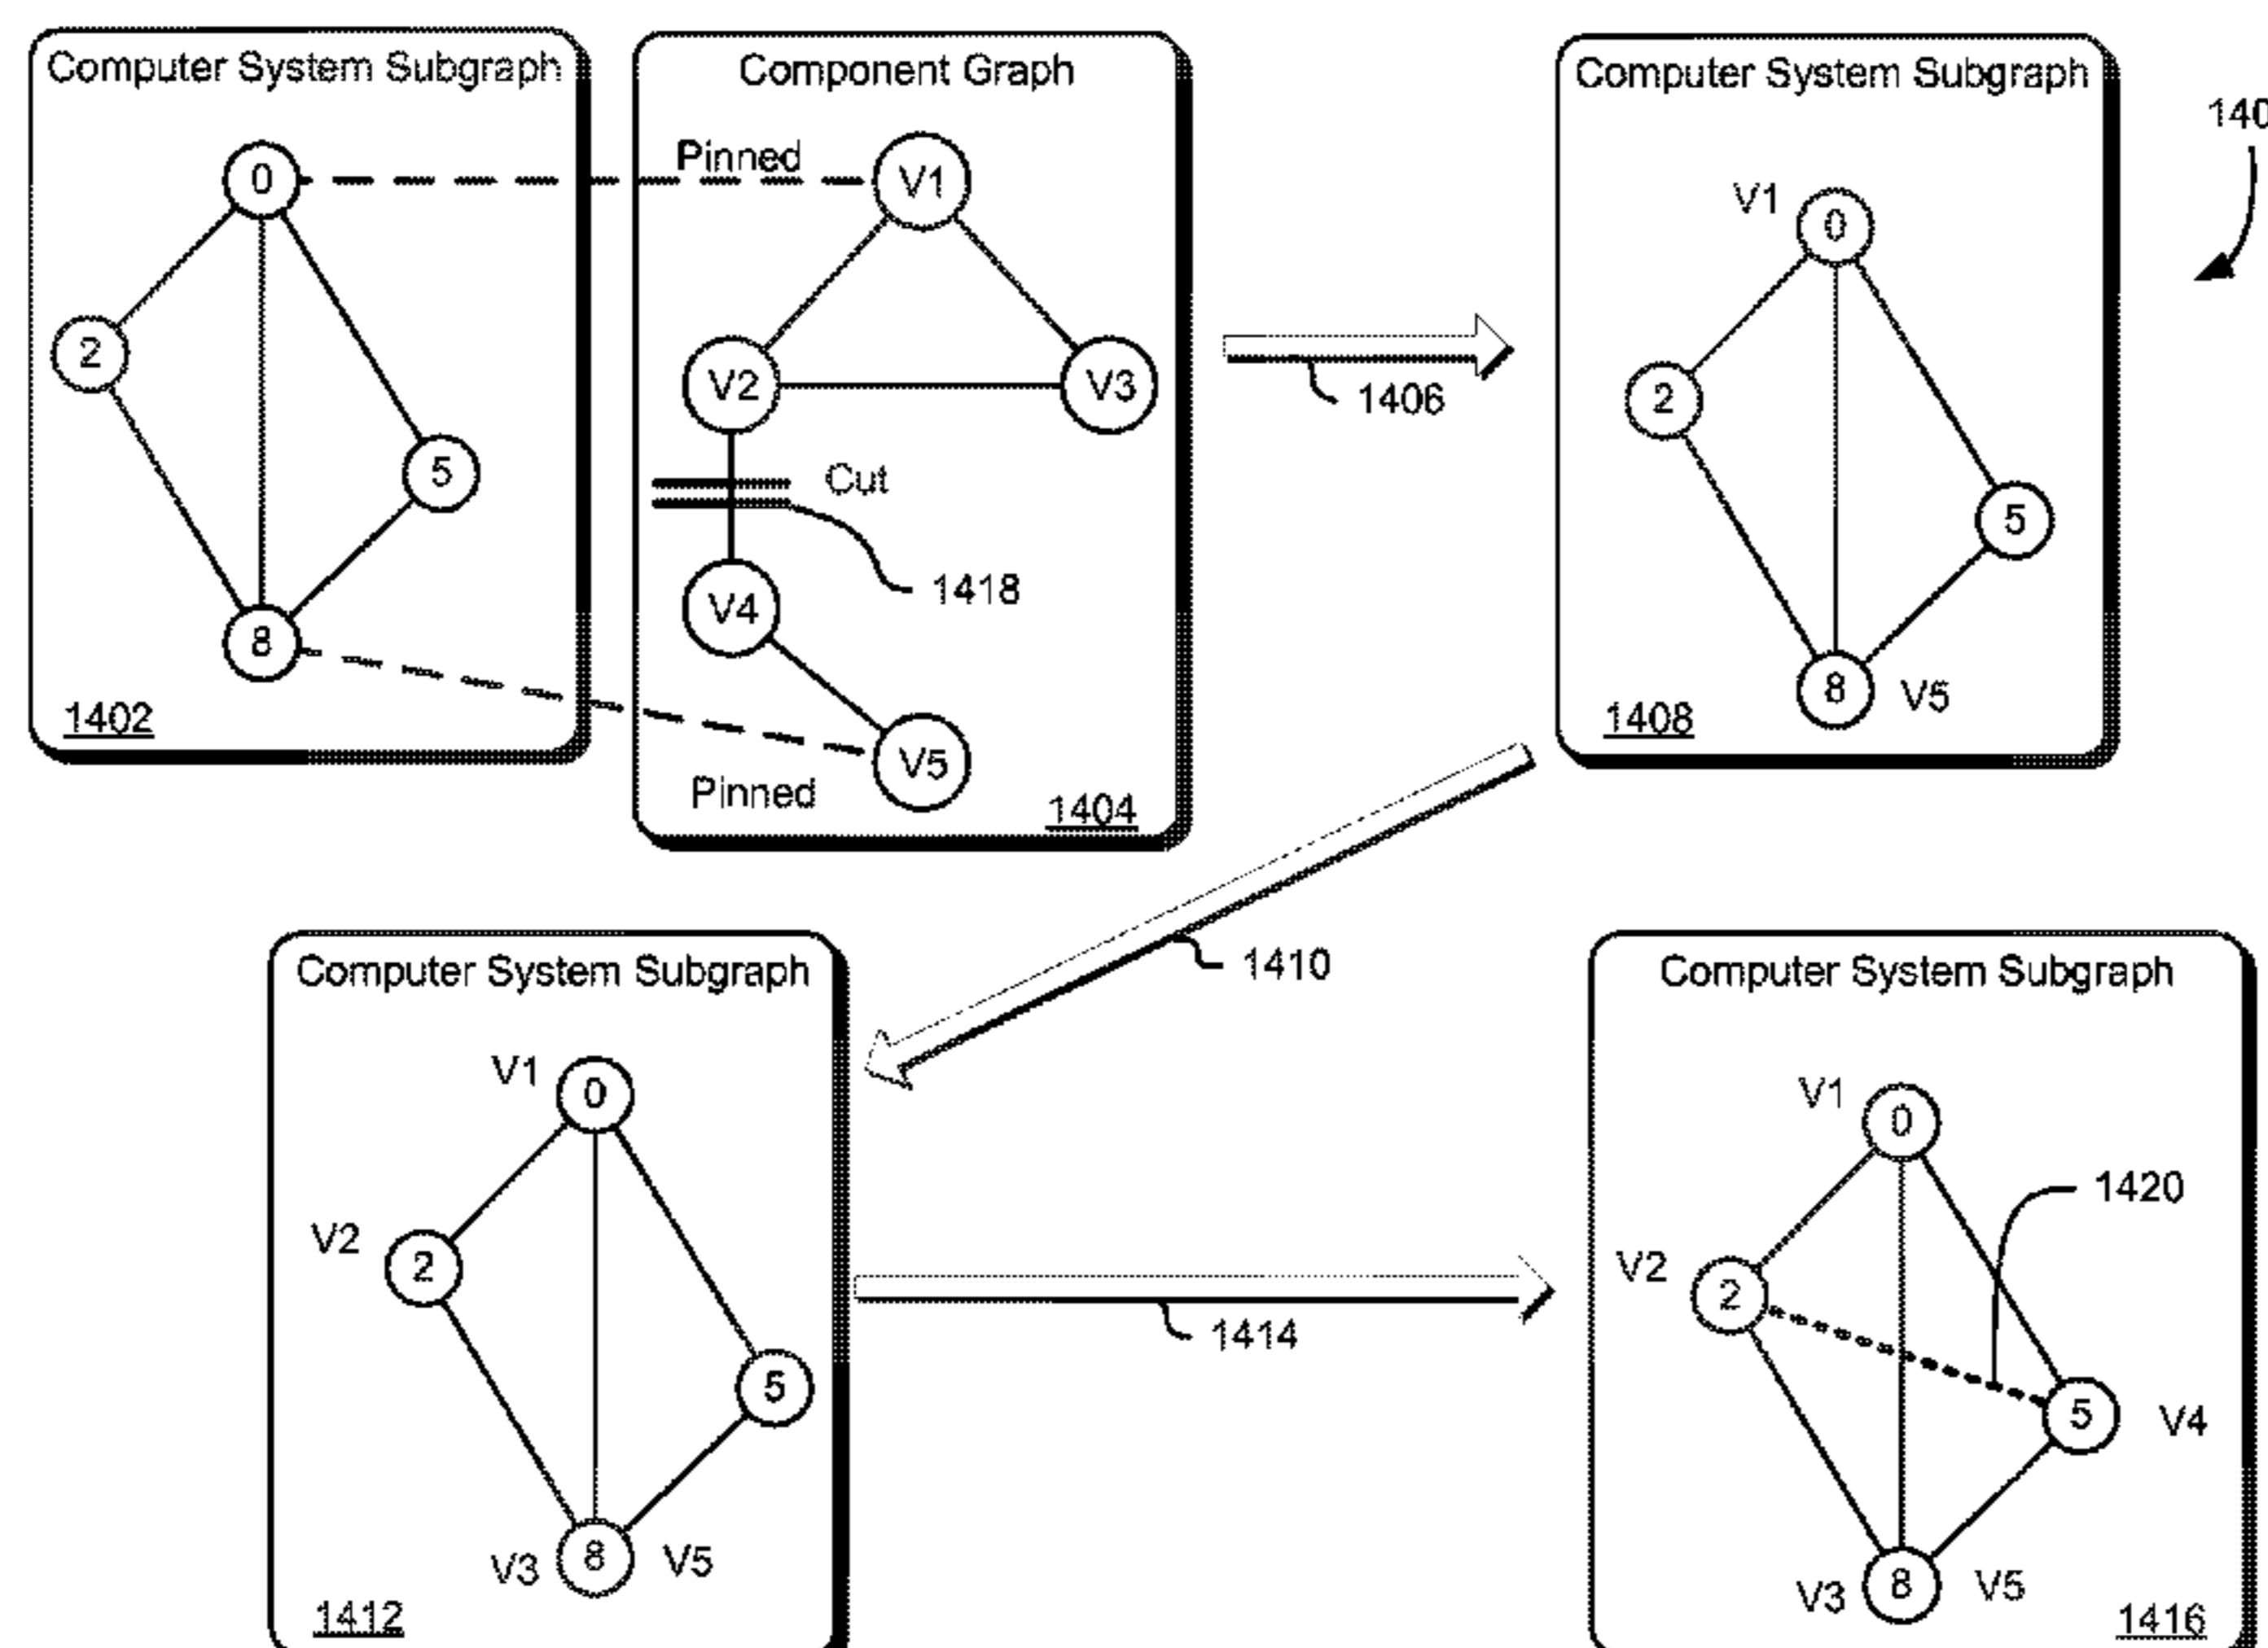 Computer System Subgraph
0
2
5
8
1402
Component Graph
Pinned
V1
V2
V3
Cut
1418
V4
V5
Pinned
1404
1406
Computer System Subgraph
V1
0
2
5
8
V5
1408
140
1410
Computer System Subgraph
V1
0
V2
2
5
V3
8
V5
1412
1414
Computer System Subgraph
V1
0
1420
V2
2
5
V4
V3
8
V5
1416